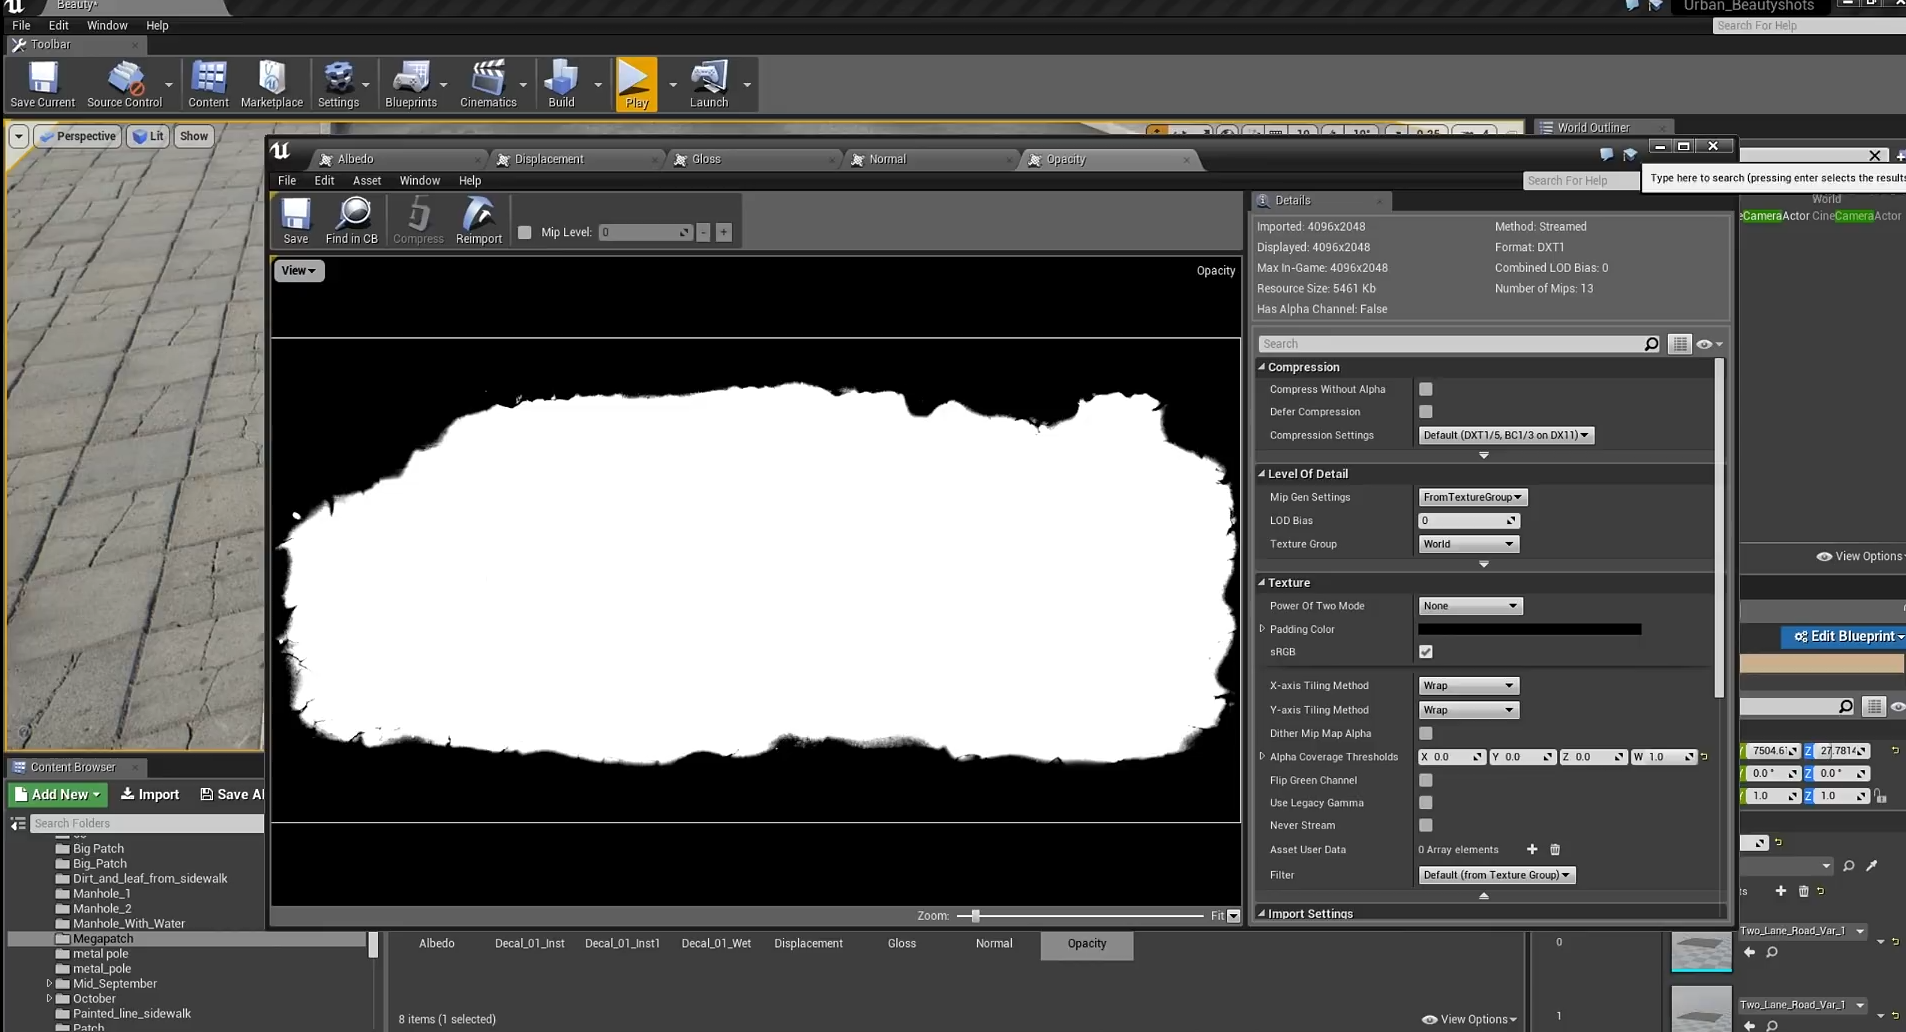 Beauty*
Urban_Beautyshots
File Edit Window Help
Search For Help
Toolbar
Save Current Source Control Content Marketplace Settings Blueprints Cinematics Build Play Launch
Perspective Lit Show
World Outliner
Albedo Displacement Gloss Normal Opacity
File Edit Asset Window Help
Search For Help
Type here to search (pressing enter selects the results
World
eCameraActor CineCameraActor
Save Find in CB Compress Reimport Mip Level: 0 - +
Details
Imported: 4096x2048 Method: Streamed
Displayed: 4096x2048 Format: DXT1
Max In-Game: 4096x2048 Combined LOD Bias: 0
Resource Size: 5461 Kb Number of Mips: 13
Has Alpha Channel: False
View
Opacity
Search
Compression
Compress Without Alpha
Defer Compression
Compression Settings Default (DXT1/5, BC1/3 on DX11)
Level Of Detail
Mip Gen Settings FromTextureGroup
LOD Bias 0
Texture Group World
Texture
Power Of Two Mode None
Padding Color
sRGB
X-axis Tiling Method Wrap
Y-axis Tiling Method Wrap
Dither Mip Map Alpha
Alpha Coverage Thresholds X 0.0 Y 0.0 Z 0.0 W 1.0
Flip Green Channel
Use Legacy Gamma
Never Stream
Asset User Data 0 Array elements
Filter Default (from Texture Group)
Import Settings
Zoom: Fit
View Options
Edit Blueprint
7504.61 Z 27.7814
0.0 ° Z 0.0 °
1.0 Z 1.0
Content Browser
Add New Import Save Al
Search Folders
Big Patch
Big_Patch
Dirt_and_leaf_from_sidewalk
Manhole_1
Manhole_2
Manhole_With_Water
Megapatch
metal pole
metal_pole
Mid_September
October
Painted_line_sidewalk
Patch
Albedo Decal_01_Inst Decal_01_Inst1 Decal_01_Wet Displacement Gloss Normal Opacity
8 items (1 selected)
View Options
0
Two_Lane_Road_Var_1
1
Two_Lane_Road_Var_1